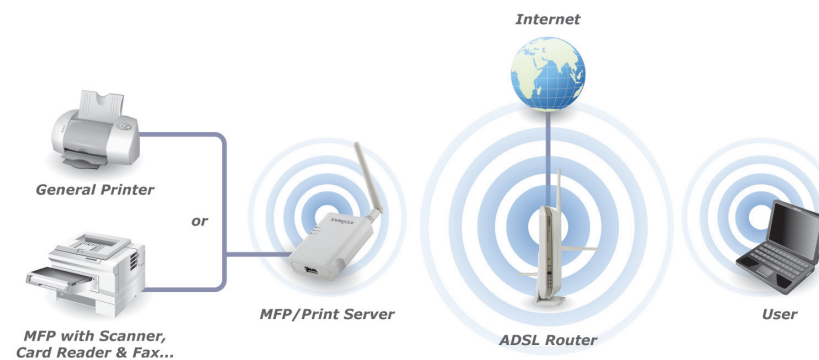 Internet
General Printer
or
MFP/Print Server
ADSL Router
User
MFP with Scanner,
Card Reader & Fax...